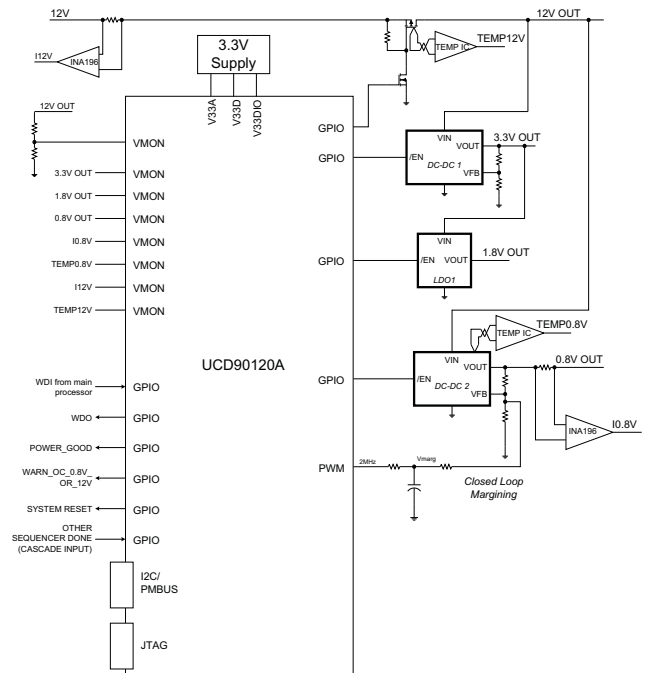 12V
12V OUT
TEMP12V
TEMP IC
I12V
INA196
3.3V
Supply
V33A
V33D
V33DIO
12V OUT
VMON
3.3V OUT
VMON
1.8V OUT
VMON
0.8V OUT
VMON
I0.8V
VMON
TEMP0.8V
VMON
I12V
VMON
TEMP12V
VMON
WDI from main
processor
GPIO
WDO
GPIO
POWER_GOOD
GPIO
WARN_OC_0.8V_
OR_12V
GPIO
SYSTEM RESET
GPIO
OTHER
SEQUENCER DONE
(CASCADE INPUT)
GPIO
I2C/
PMBUS
JTAG
UCD90120A
GPIO
GPIO
VIN
/EN
VOUT
DC-DC 1
VFB
3.3V OUT
GPIO
VIN
/EN
VOUT
LDO1
1.8V OUT
TEMP IC
TEMP0.8V
GPIO
VIN
/EN
VOUT
DC-DC 2
VFB
0.8V OUT
INA196
I0.8V
PWM
2MHz
Vmarg
Closed Loop
Margining